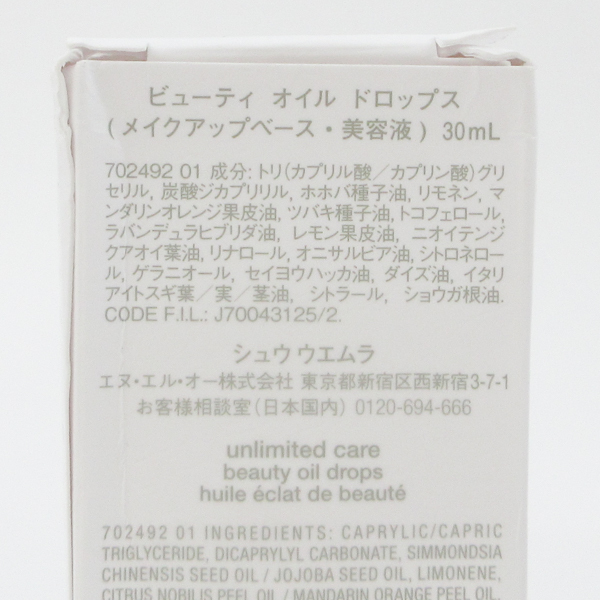 ビューティ オイル ドロップス
(メイクアップベース・美容液) 30mL
702492 01 成分: トリ(カプリル酸／カプリン酸)グリ
セリル, 炭酸ジカプリリル, ホホバ種子油, リモネン, マ
ンダリンオレンジ果皮油, ツバキ種子油, トコフェロール,
ラバンデュラヒブリダ油, レモン果皮油, ニオイテンジ
クアオイ葉油, リナロール, オニサルビア油, シトロネロー
ル, ゲラニオール, セイヨウハッカ油, ダイズ油, イタリ
アイトスギ葉／実／茎油, シトラール, ショウガ根油.
CODE F.I.L.: J70043125/2.
シュウ ウエムラ
エヌ・エル・オー株式会社 東京都新宿区西新宿3-7-1
お客様相談室(日本国内) 0120-694-666
unlimited care
beauty oil drops
huile éclat de beauté
702492 01 INGREDIENTS: CAPRYLIC/CAPRIC
TRIGLYCERIDE, DICAPRYLYL CARBONATE, SIMMONDSIA
CHINENSIS SEED OIL / JOJOBA SEED OIL, LIMONENE,
CITRUS NOBILIS PEEL OIL / MANDARIN ORANGE PEEL OIL,